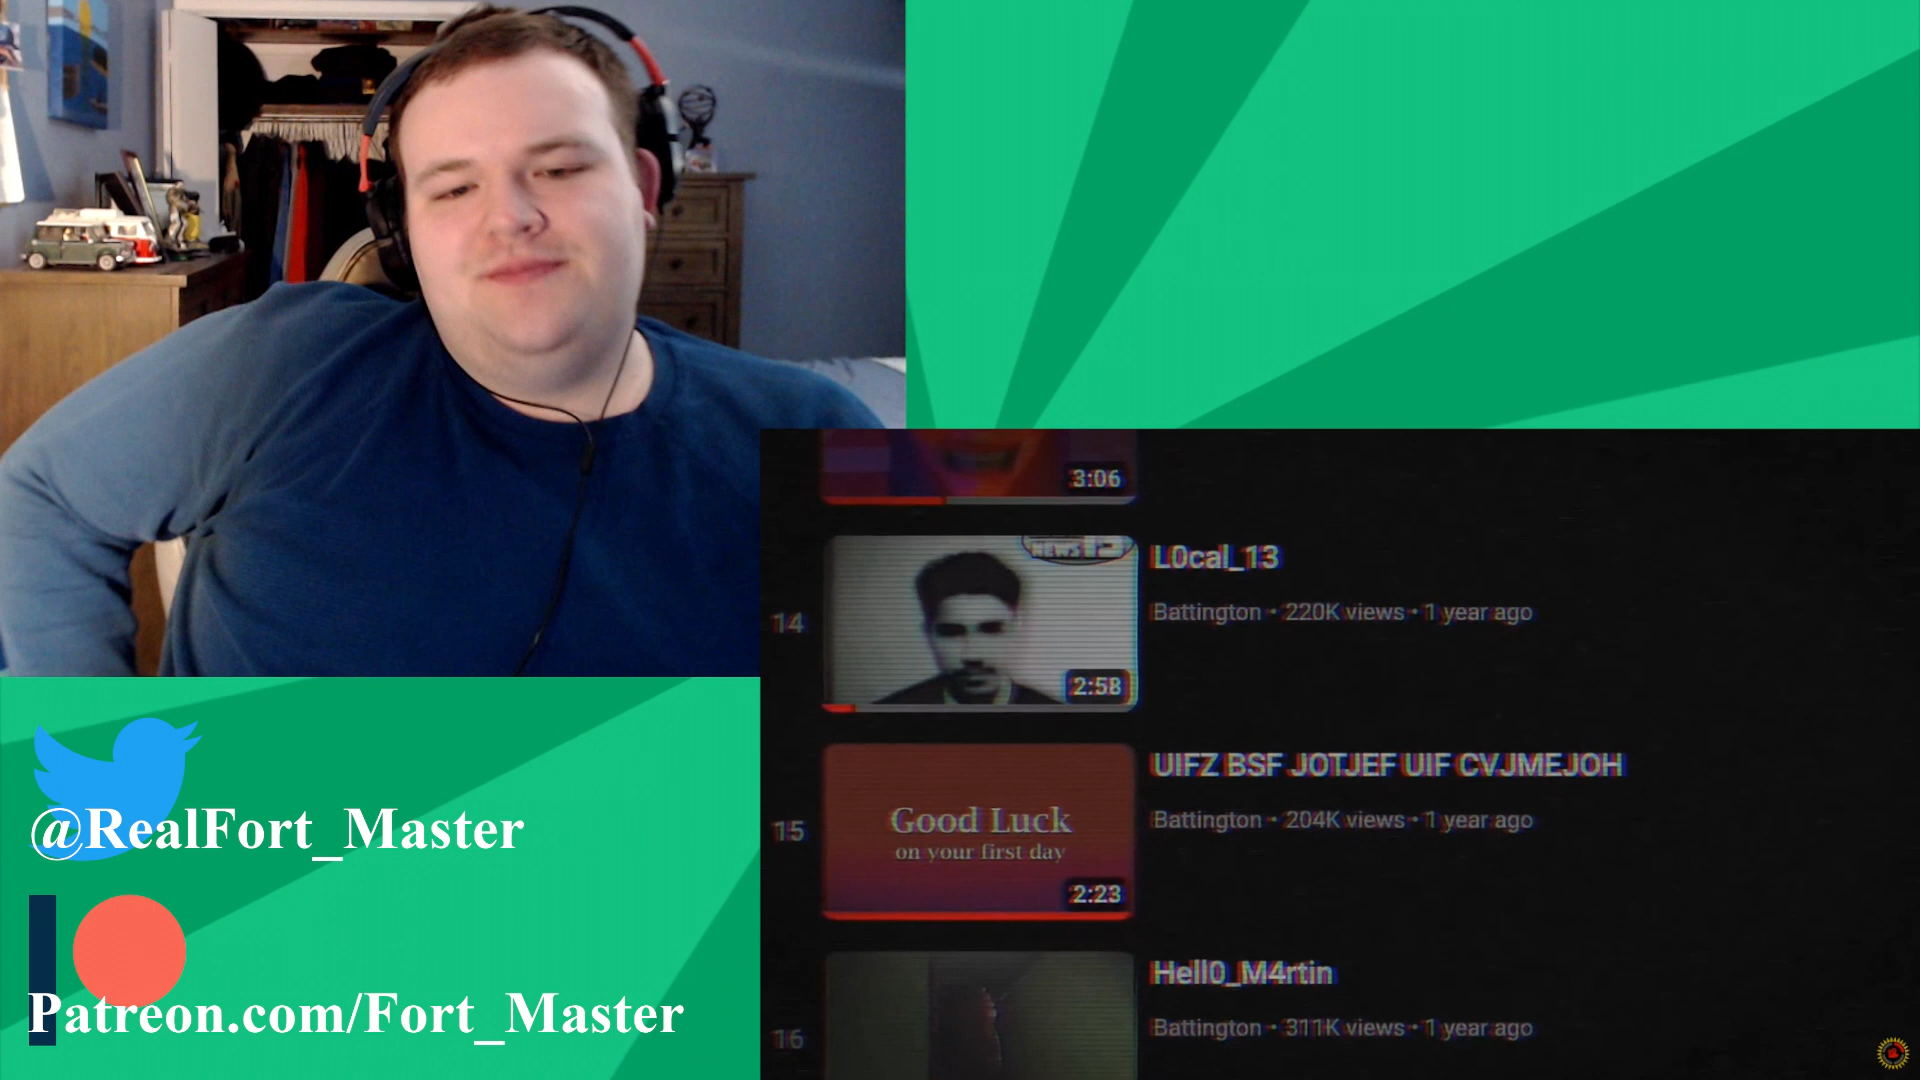 3:06
NEWS 13
14
2:58
L0cal_13
Battington • 220K views • 1 year ago
15
Good Luck
on your first day
2:23
UIFZ BSF JOTJEF UIF CVJMEJOH
Battington • 204K views • 1 year ago
16
Hell0_M4rtin
Battington • 311K views • 1 year ago
@RealFort_Master
Patreon.com/Fort_Master